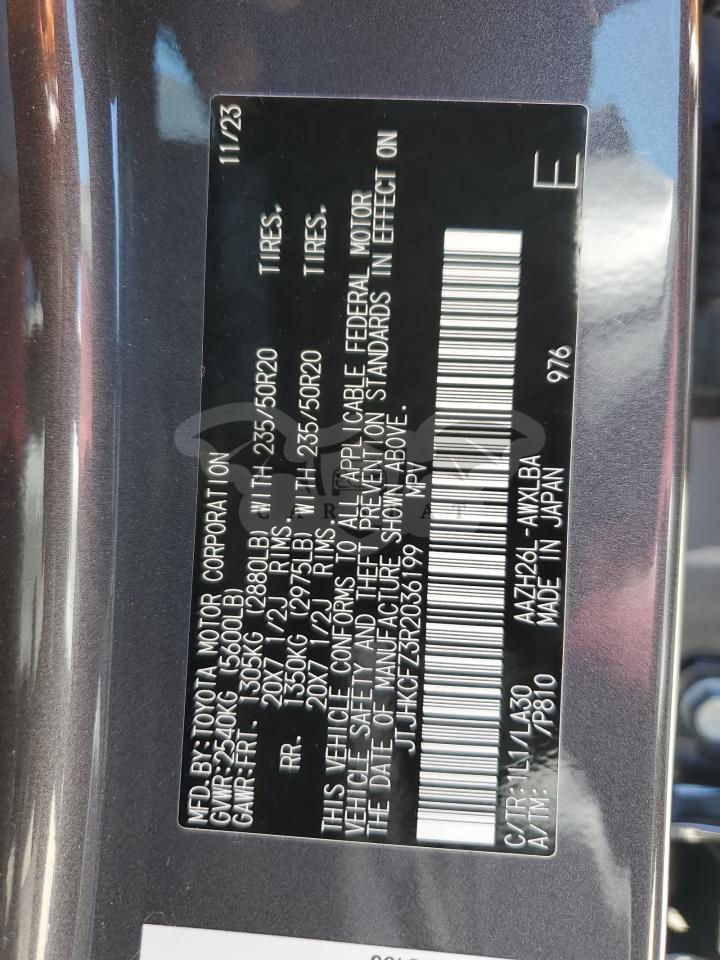 MFD. BY: TOYOTA MOTOR CORPORATION 11/23
GVWR: 2540KG (5600LB)
GAWR: FRT. 1305KG (2880LB) WITH 235/50R20 TIRES.
20X7 1/2J RIMS.
RR. 1350KG (2975LB) WITH 235/50R20 TIRES.
20X7 1/2J RIMS.
THIS VEHICLE CONFORMS TO ALL APPLICABLE FEDERAL MOTOR
VEHICLE SAFETY AND THEFT PREVENTION STANDARDS IN EFFECT ON
THE DATE OF MANUFACTURE SHOWN ABOVE.
JTJHKCFZ3R2036199 MPV
C/TR: 1L1/LA30 AAZH26L-AWXLBA
A/TM: /P810 MADE IN JAPAN 976
E